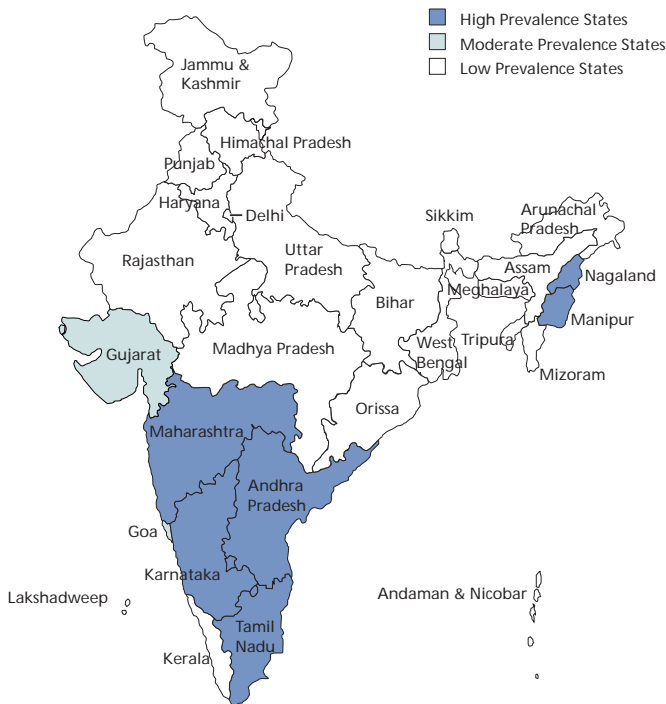 High Prevalence States
Moderate Prevalence States
Low Prevalence States
Jammu &
Kashmir
Himachal Pradesh
Punjab
Haryana
Delhi
Sikkim
Arunachal
Pradesh
Uttar
Pradesh
Rajasthan
Assam
Nagaland
Meghalaya
Bihar
Manipur
Gujarat
Madhya Pradesh
West
Bengal
Tripura
Mizoram
Orissa
Maharashtra
Andhra
Pradesh
Goa
Karnataka
Lakshadweep
Andaman & Nicobar
Tamil
Nadu
Kerala